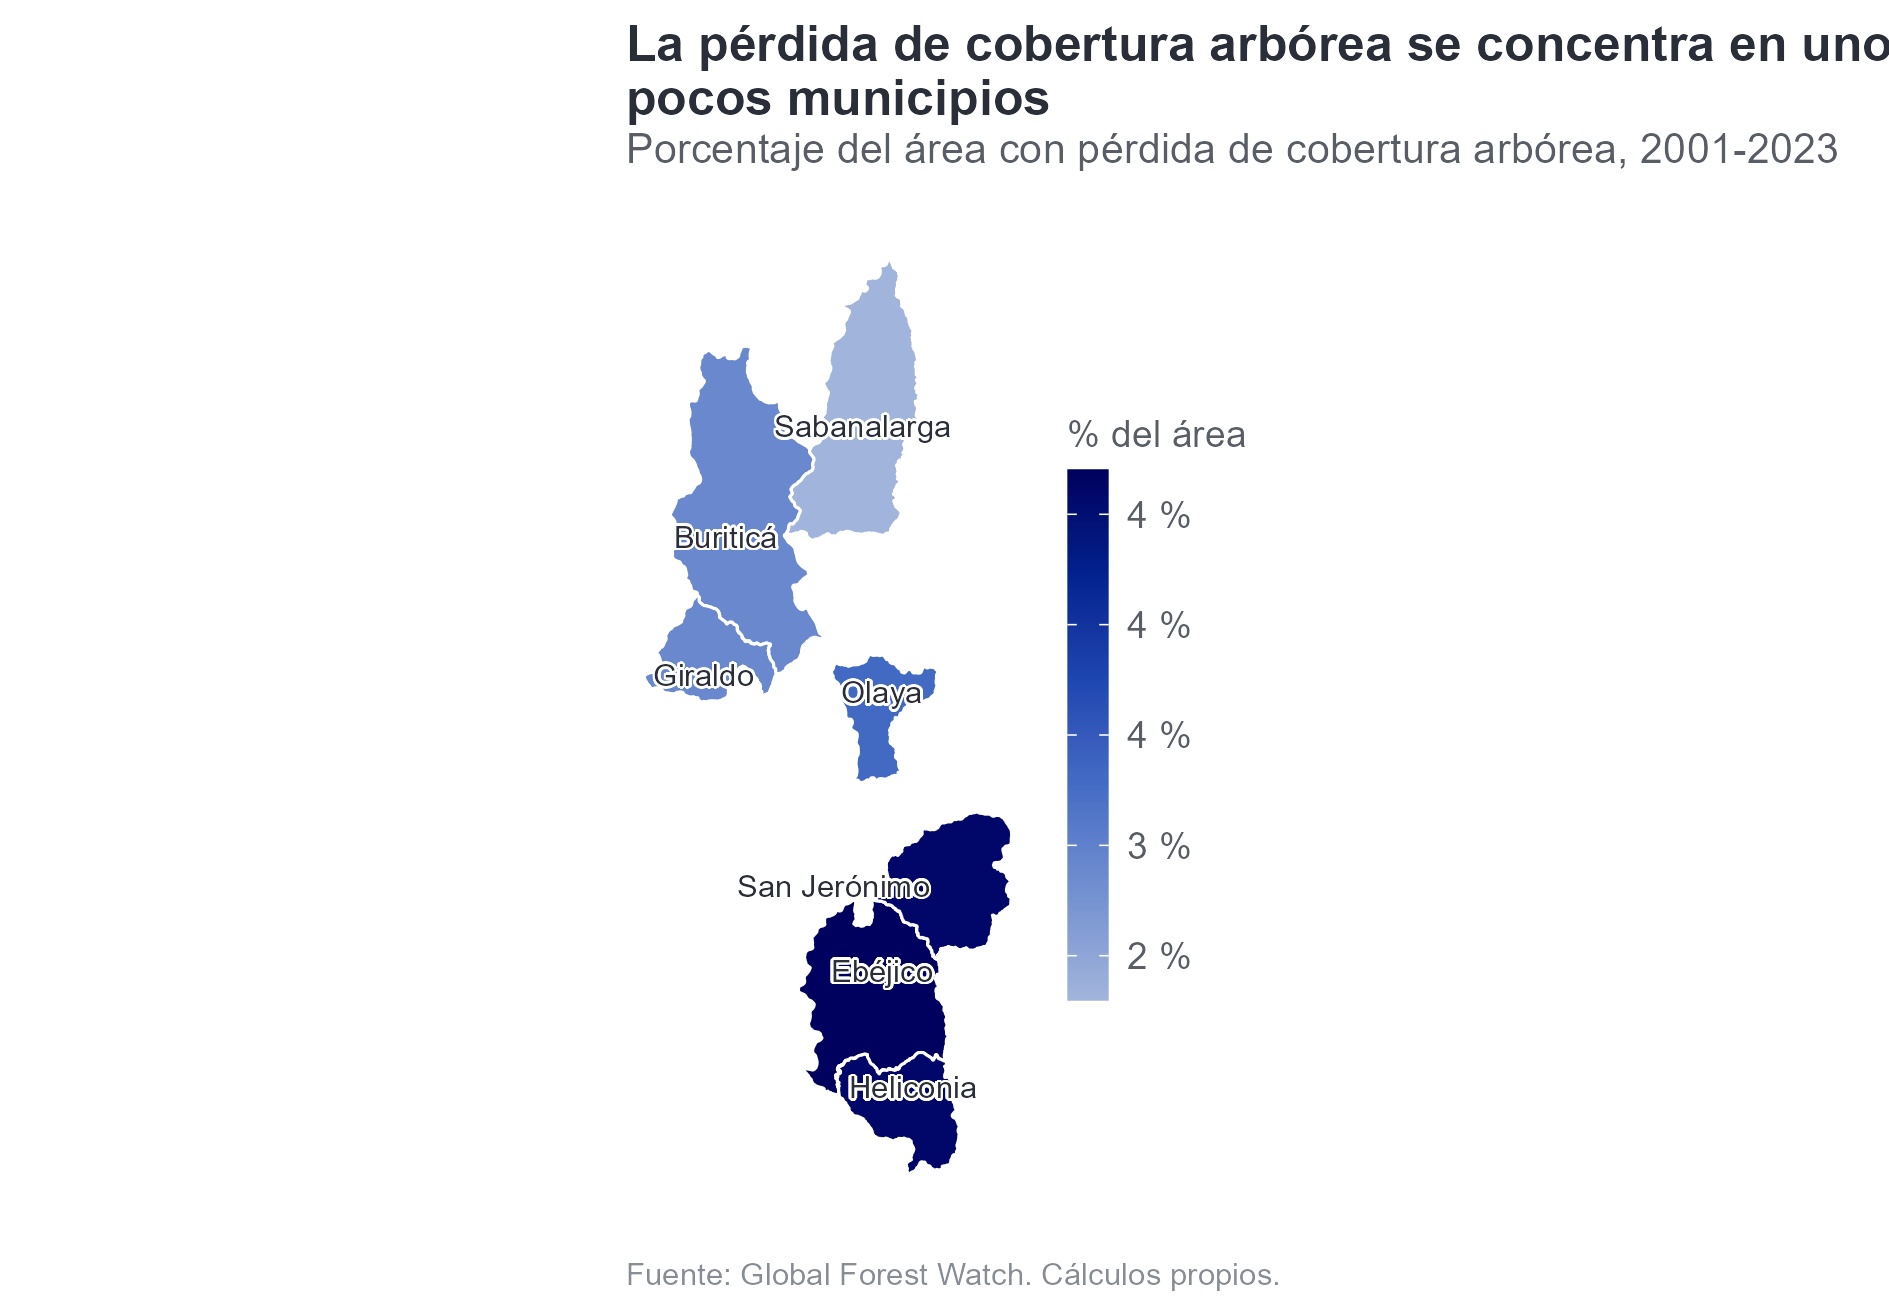 La pérdida de cobertura arbórea se concentra en uno
pocos municipios
Porcentaje del área con pérdida de cobertura arbórea, 2001-2023
Sabanalarga
% del área
4 %
Buriticá
4 %
Giraldo
Olaya
4 %
3 %
San Jerónimo
2 %
Ebéjico
Heliconia
Fuente: Global Forest Watch. Cálculos propios.